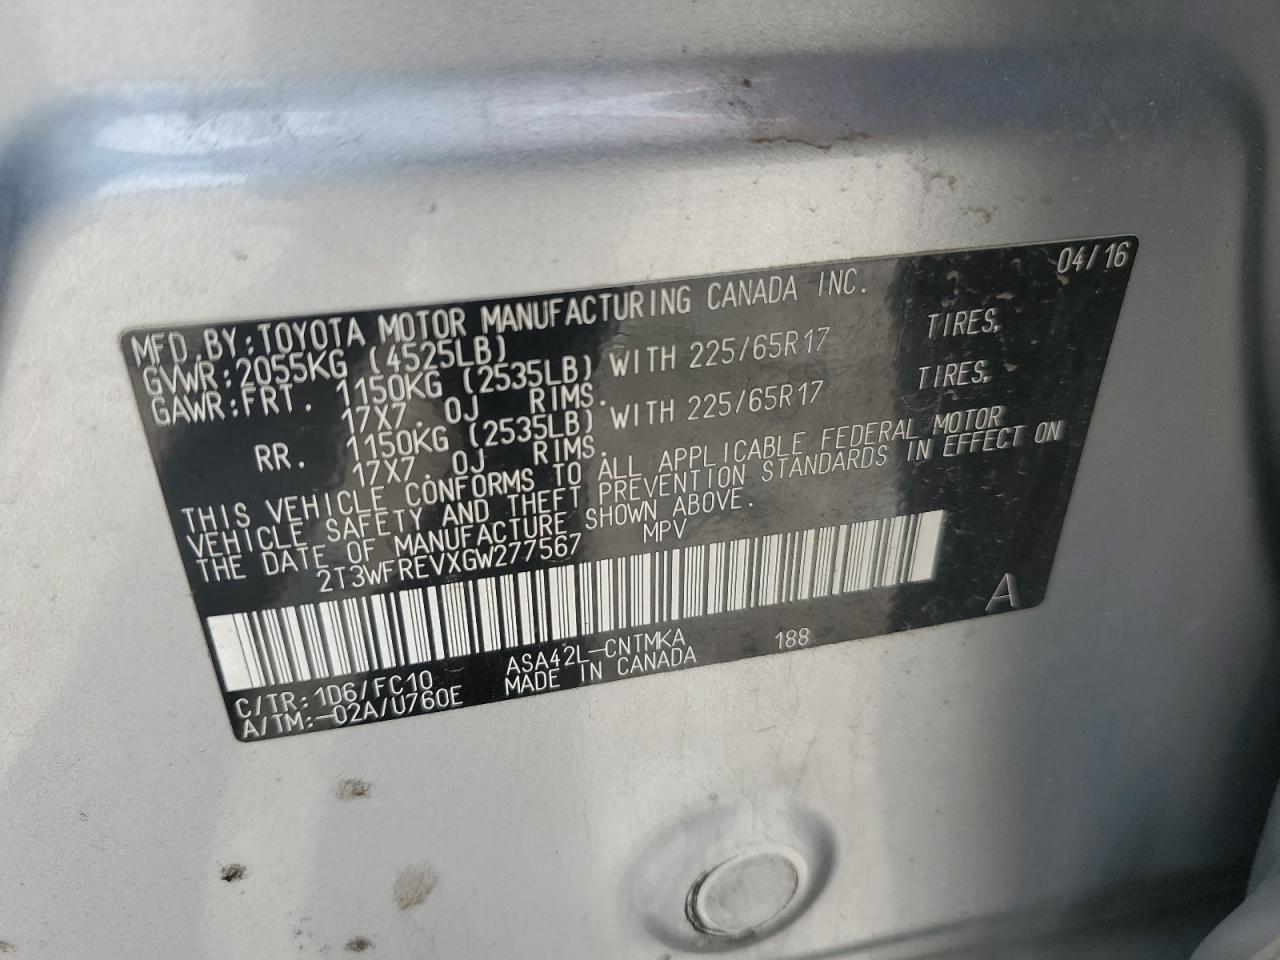 04/16
MFD.BY:TOYOTA MOTOR MANUFACTURING CANADA INC.
GVWR:2055KG (4525LB)
GAWR:FRT. 1150KG (2535LB) WITH 225/65R17 TIRES,
17X7.0J RIMS.
RR. 1150KG (2535LB) WITH 225/65R17 TIRES,
17X7.0J RIMS.
THIS VEHICLE CONFORMS TO ALL APPLICABLE FEDERAL MOTOR
VEHICLE SAFETY AND THEFT PREVENTION STANDARDS IN EFFECT ON
THE DATE OF MANUFACTURE SHOWN ABOVE.
2T3WFREVXGW277567 MPV
A
C/TR:1D6/FC10 ASA42L-CNTMKA 188
A/TM:-02A/U760E MADE IN CANADA